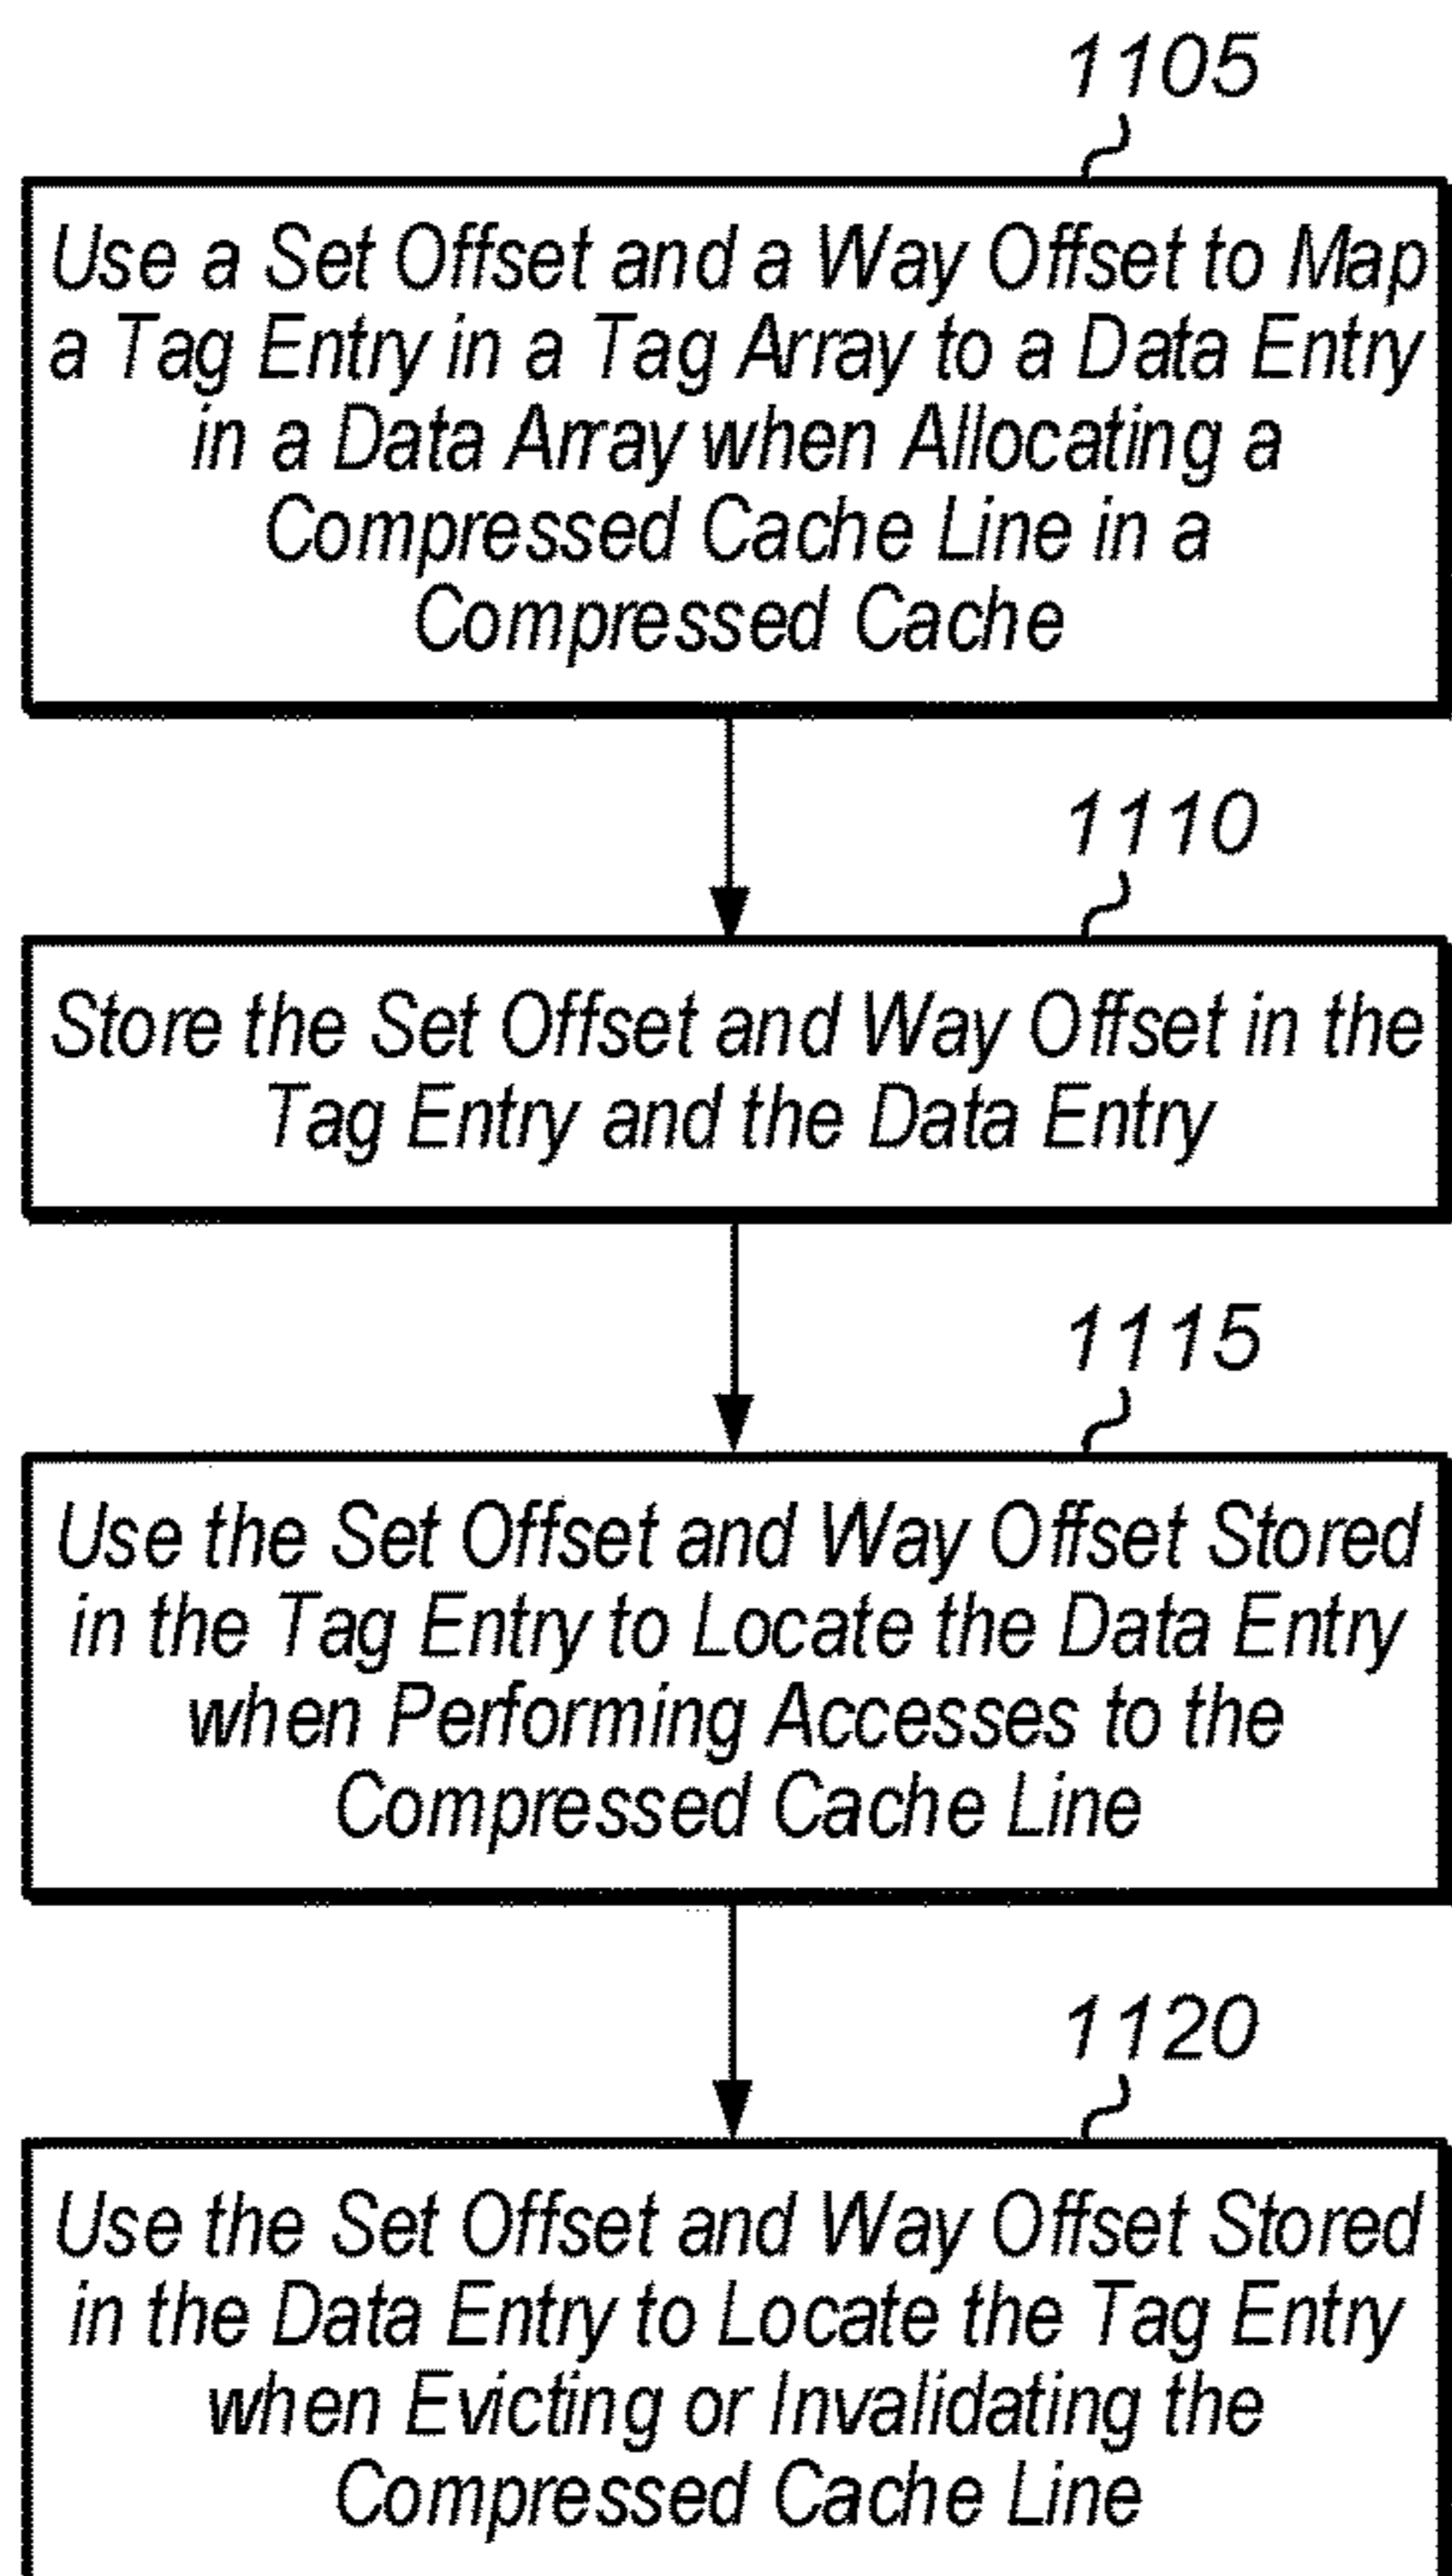 1105
Use a Set Offset and a Way Offset to Map
a Tag Entry in a Tag Array to a Data Entry
in a Data Array when Allocating a
Compressed Cache Line in a
Compressed Cache
1110
Store the Set Offset and Way Offset in the
Tag Entry and the Data Entry
1115
Use the Set Offset and Way Offset Stored
in the Tag Entry to Locate the Data Entry
when Performing Accesses to the
Compressed Cache Line
1120
Use the Set Offset and Way Offset Stored
in the Data Entry to Locate the Tag Entry
when Evicting or Invalidating the
Compressed Cache Line